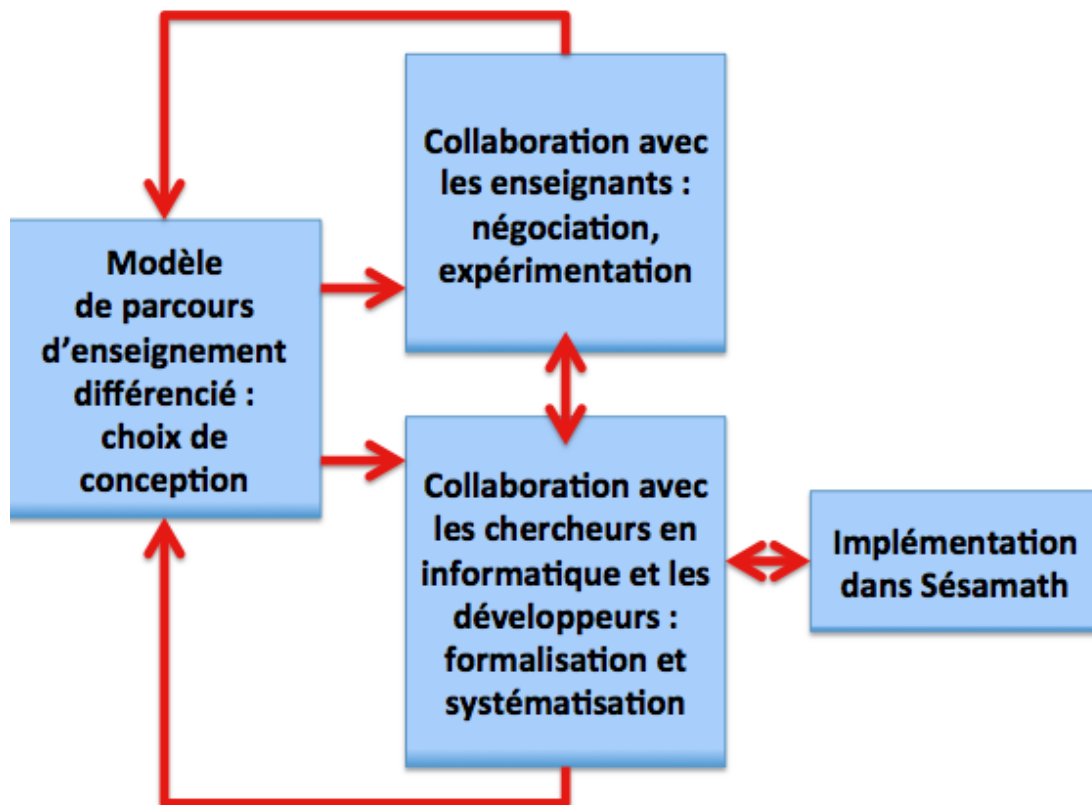 Modèle
de parcours
d'enseignement
différencié :
choix de
conception
Collaboration avec
les enseignants :
négociation,
expérimentation
Collaboration avec
les chercheurs en
informatique et les
développeurs :
formalisation et
systématisation
Implémentation
dans Sésamath